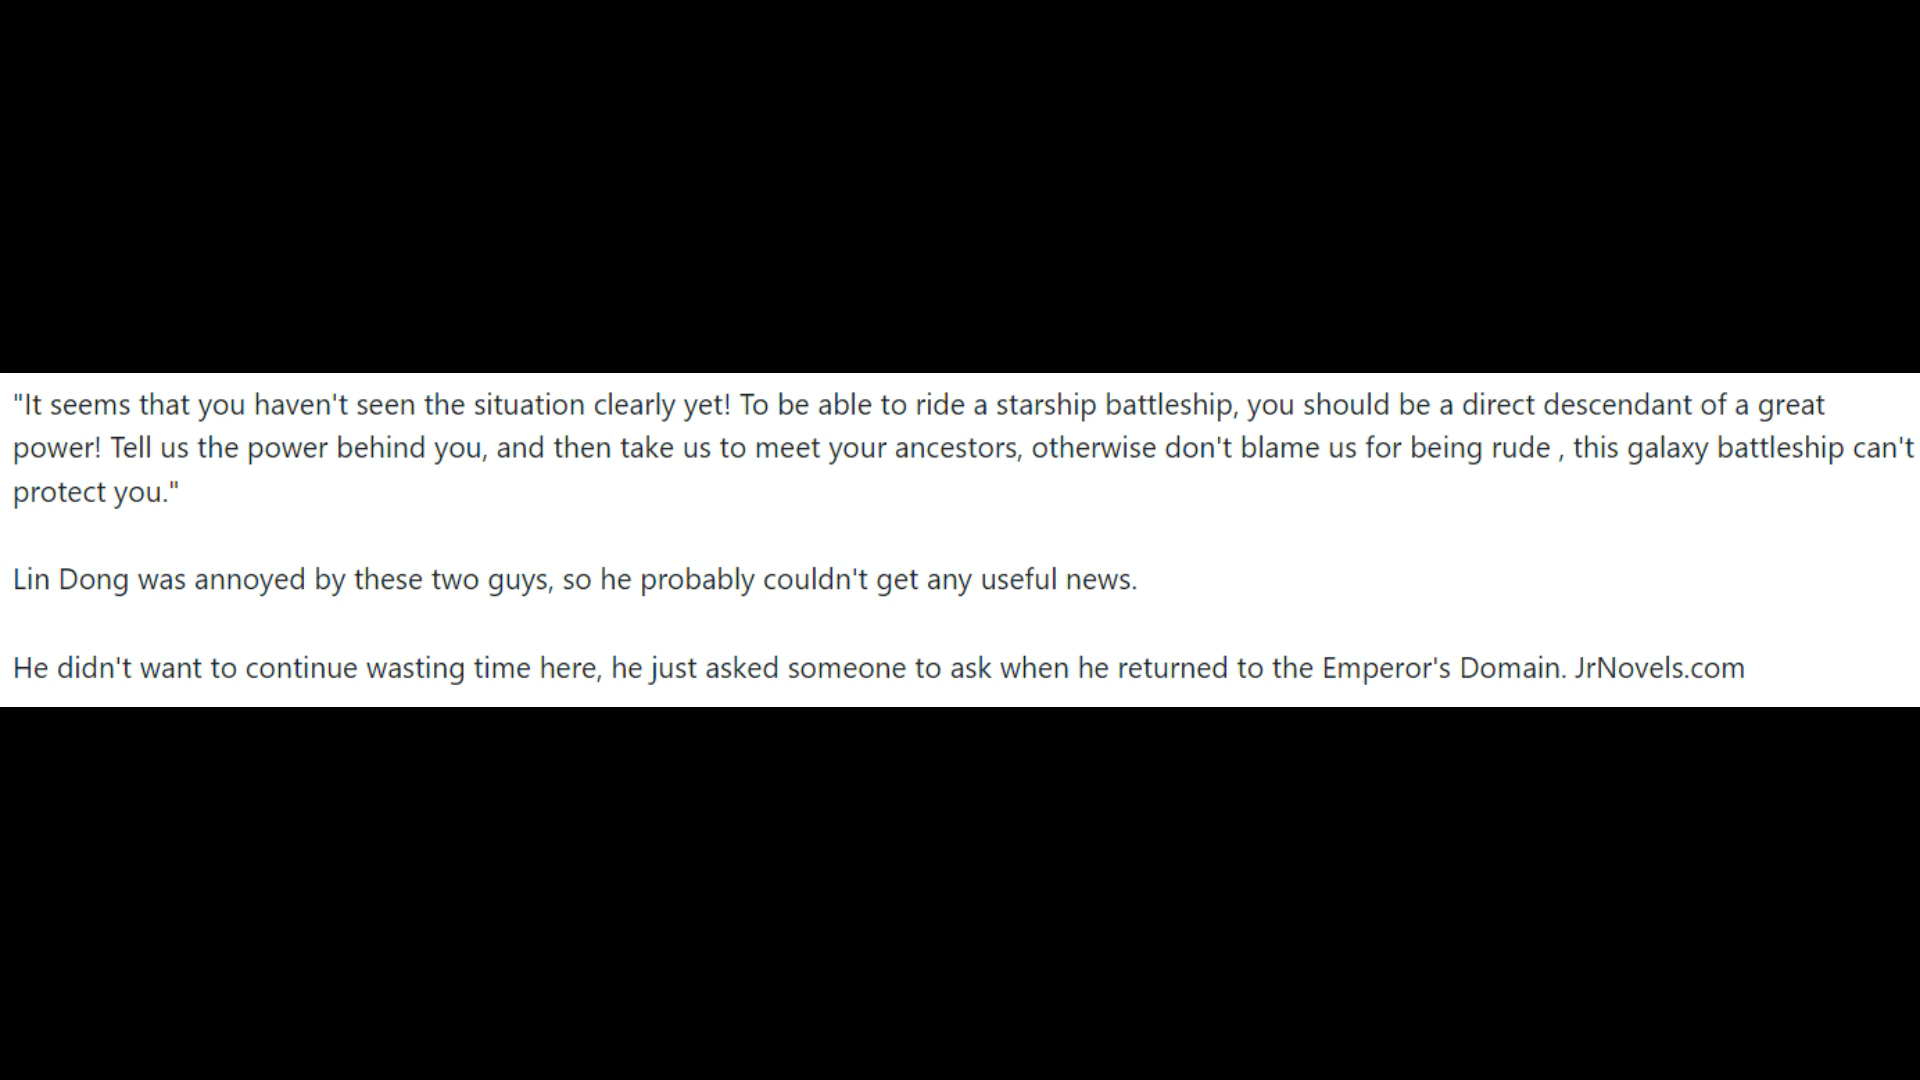 "It seems that you haven't seen the situation clearly yet! To be able to ride a starship battleship, you should be a direct descendant of a great
power! Tell us the power behind you, and then take us to meet your ancestors, otherwise don't blame us for being rude , this galaxy battleship can't
protect you."
Lin Dong was annoyed by these two guys, so he probably couldn't get any useful news.
He didn't want to continue wasting time here, he just asked someone to ask when he returned to the Emperor's Domain. JrNovels.com